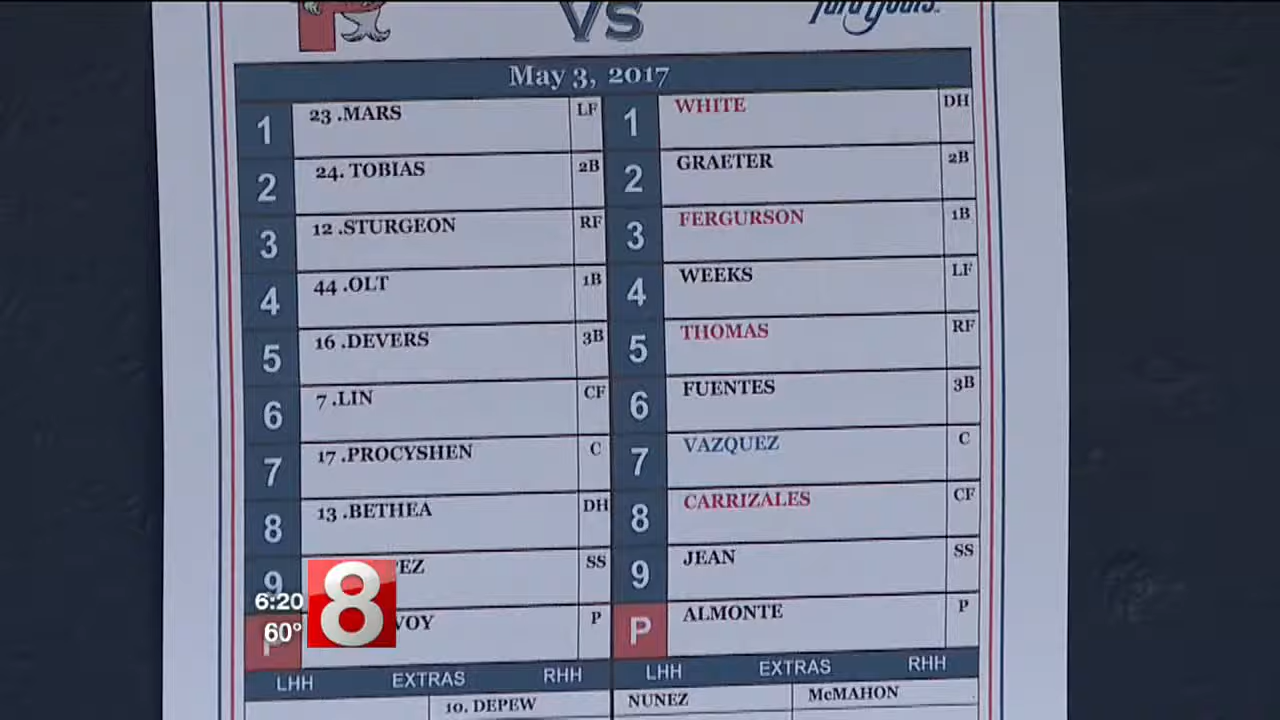 P VS Yard Goats
May 3, 2017
1 23 .MARS LF 1 WHITE DH
2 24. TOBIAS 2B 2 GRAETER 2B
3 12 .STURGEON RF 3 FERGURSON 1B
4 44 .OLT 1B 4 WEEKS LF
5 16 .DEVERS 3B 5 THOMAS RF
6 7 .LIN CF 6 FUENTES 3B
7 17 .PROCYSHEN C 7 VAZQUEZ C
8 13 .BETHEA DH 8 CARRIZALES CF
9 PEZ SS 9 JEAN SS
P VOY P P ALMONTE P
LHH EXTRAS RHH LHH EXTRAS RHH
10. DEPEW NUNEZ McMAHON
6:20
60°
8